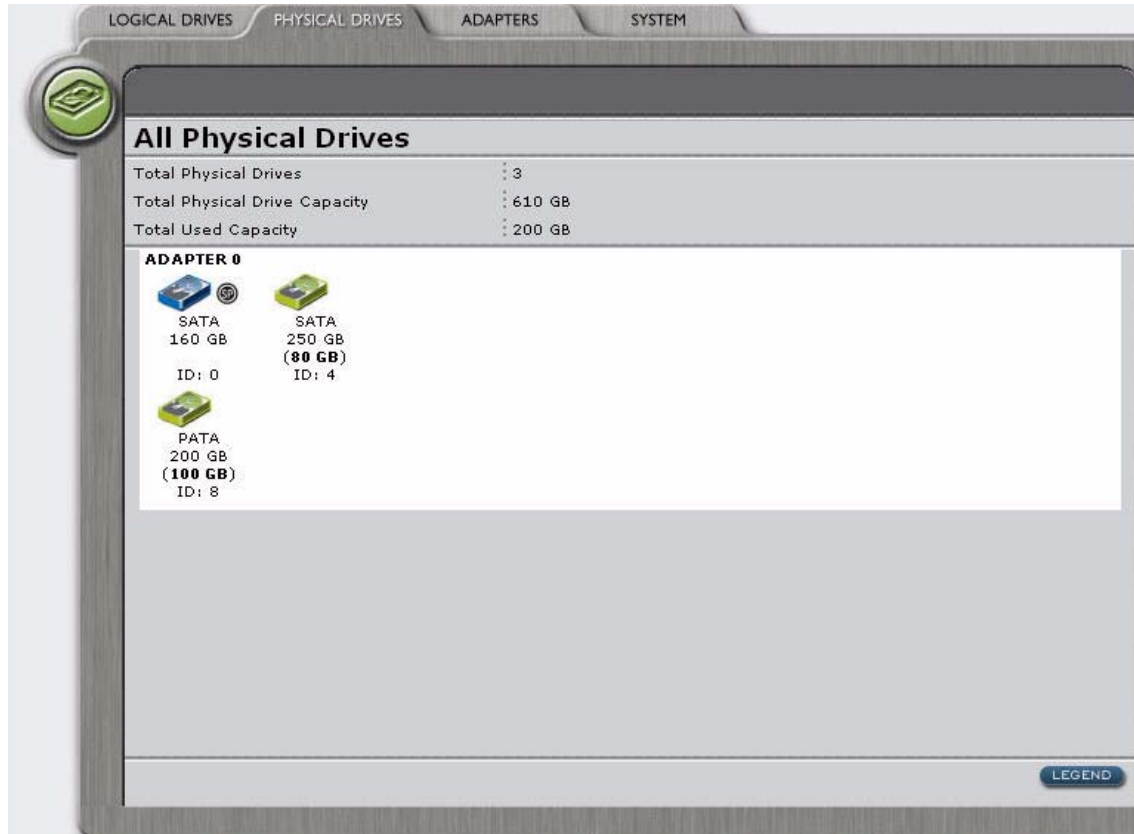 LOGICAL DRIVES PHYSICAL DRIVES ADAPTERS SYSTEM
All Physical Drives
Total Physical Drives : 3
Total Physical Drive Capacity : 610 GB
Total Used Capacity : 200 GB
ADAPTER 0
SP
SATA SATA
160 GB 250 GB
(80 GB)
ID: 0 ID: 4
PATA
200 GB
(100 GB)
ID: 8
LEGEND